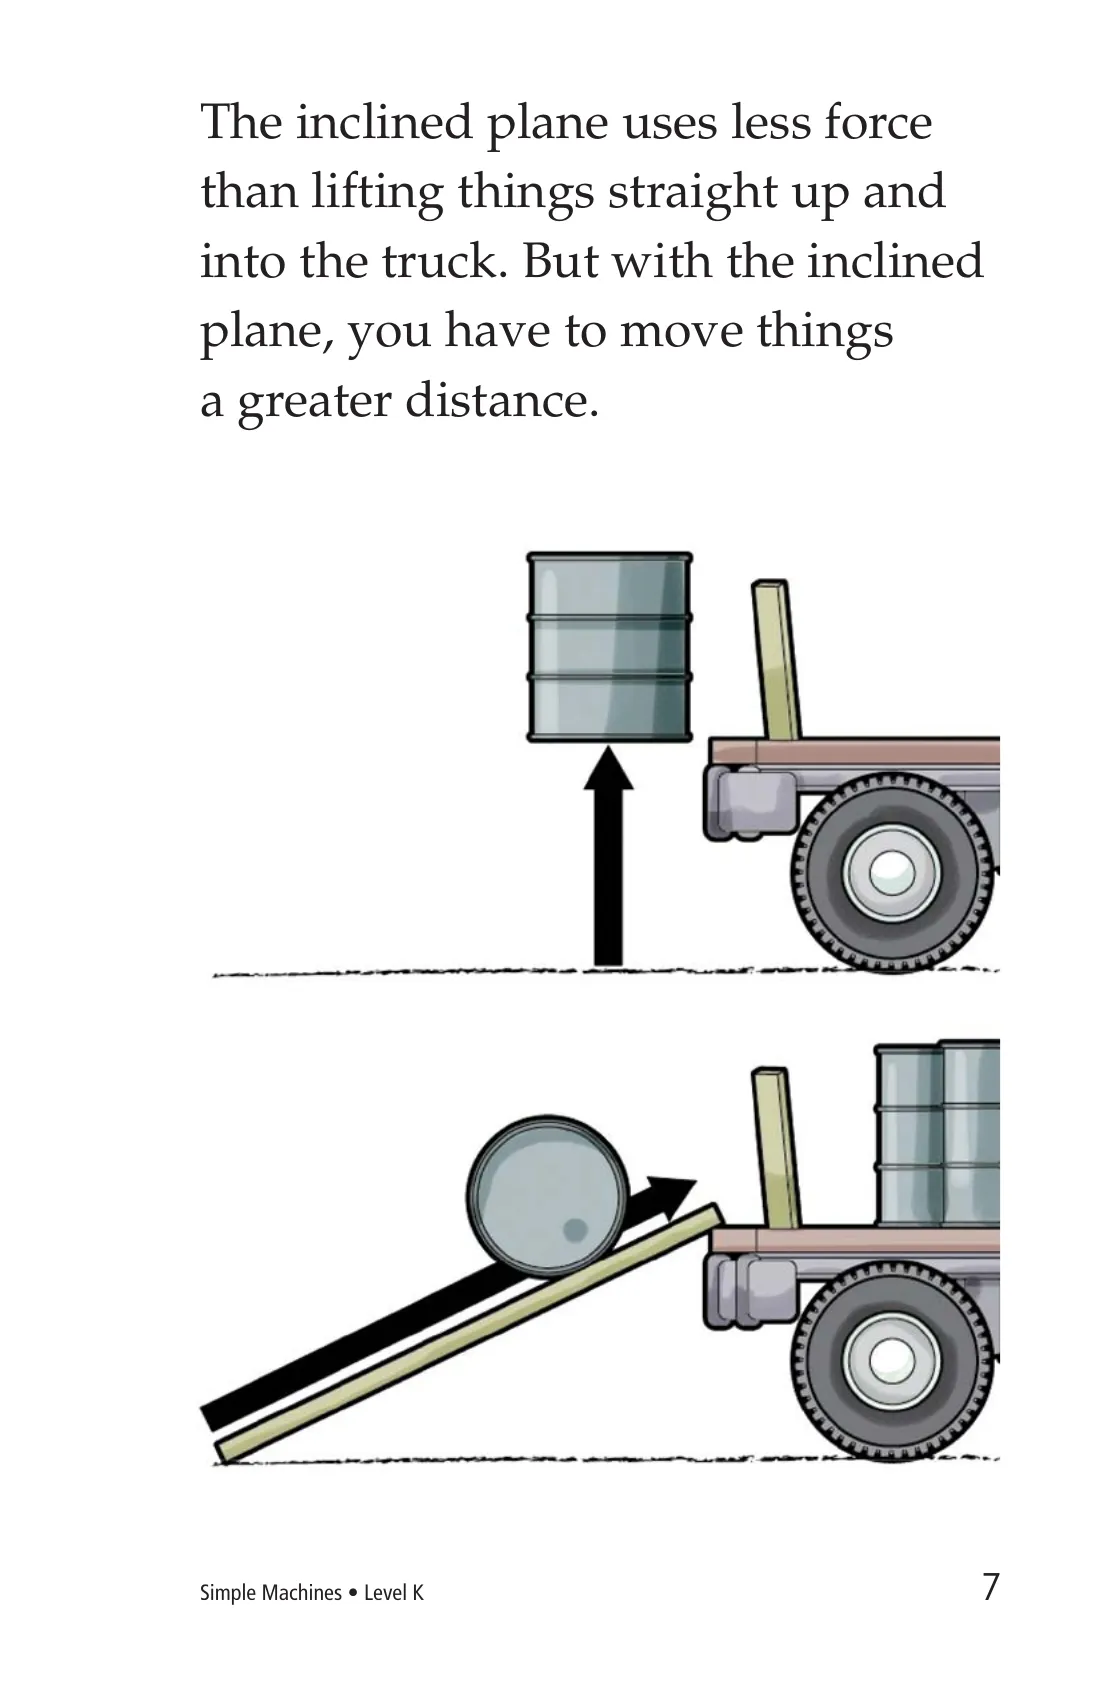 The inclined plane uses less force
than lifting things straight up and
into the truck. But with the inclined
plane, you have to move things
a greater distance.
Simple Machines • Level K
7